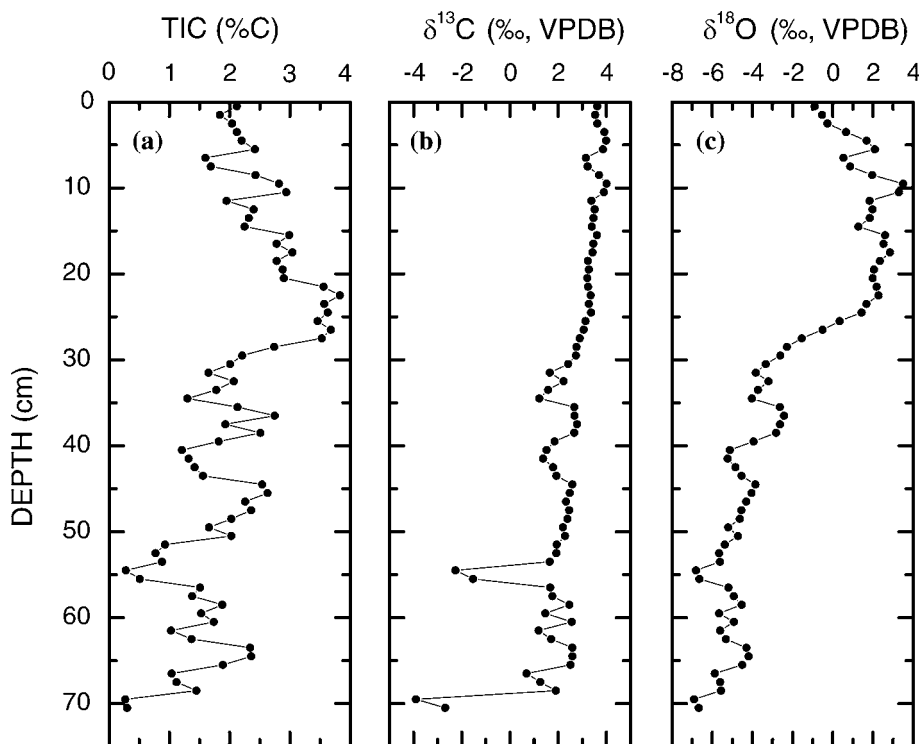 TIC (%C)
δ¹³C (‰, VPDB)
δ¹⁸O (‰, VPDB)
0 1 2 3 4
-4 -2 0 2 4
-8 -6 -4 -2 0 2 4
DEPTH (cm)
0
10
20
30
40
50
60
70
(a)
(b)
(c)